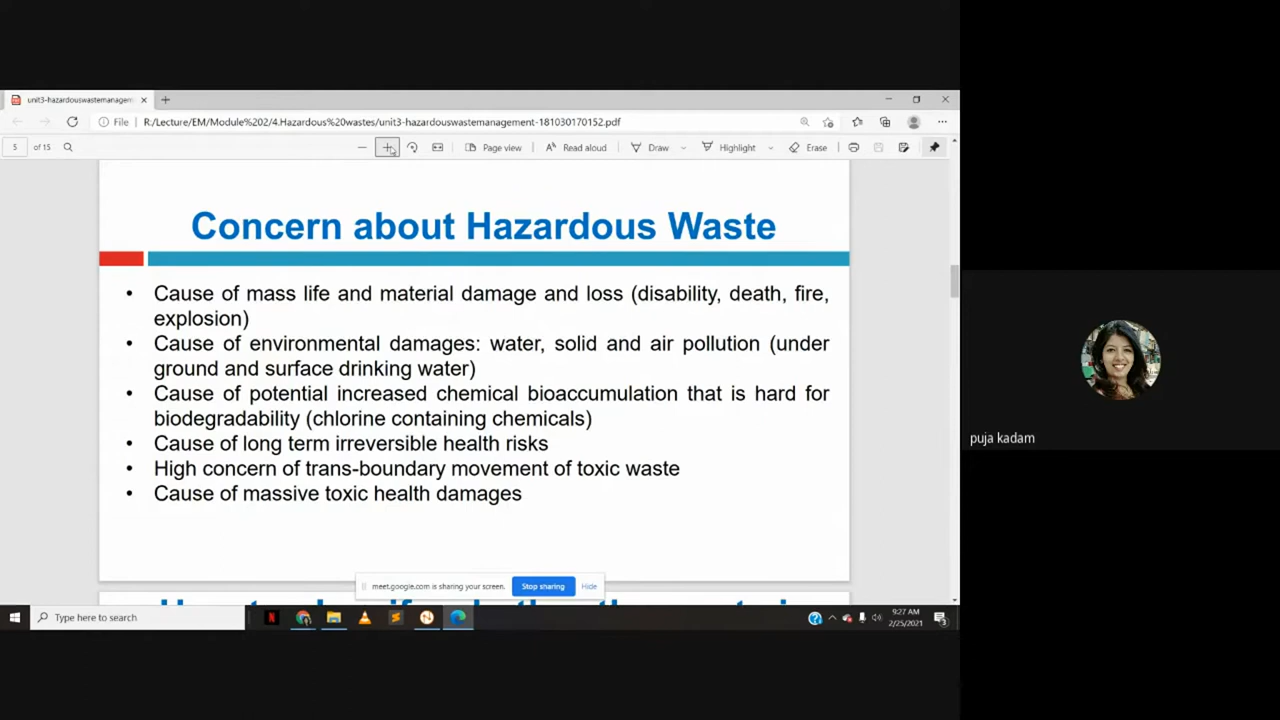 unit3-hazardouswastemanagemen
File
R:/Lecture/EM/Module%202/4.Hazardous%20wastes/unit3-hazardouswastemanagement-181030170152.pdf
5 of 15
Page view
Read aloud
Draw
Highlight
Erase
Concern about Hazardous Waste
• Cause of mass life and material damage and loss (disability, death, fire,
explosion)
• Cause of environmental damages: water, solid and air pollution (under
ground and surface drinking water)
• Cause of potential increased chemical bioaccumulation that is hard for
biodegradability (chlorine containing chemicals)
• Cause of long term irreversible health risks
• High concern of trans-boundary movement of toxic waste
• Cause of massive toxic health damages
puja kadam
meet.google.com is sharing your screen.
Stop sharing
Hide
Type here to search
9:27 AM
2/25/2021